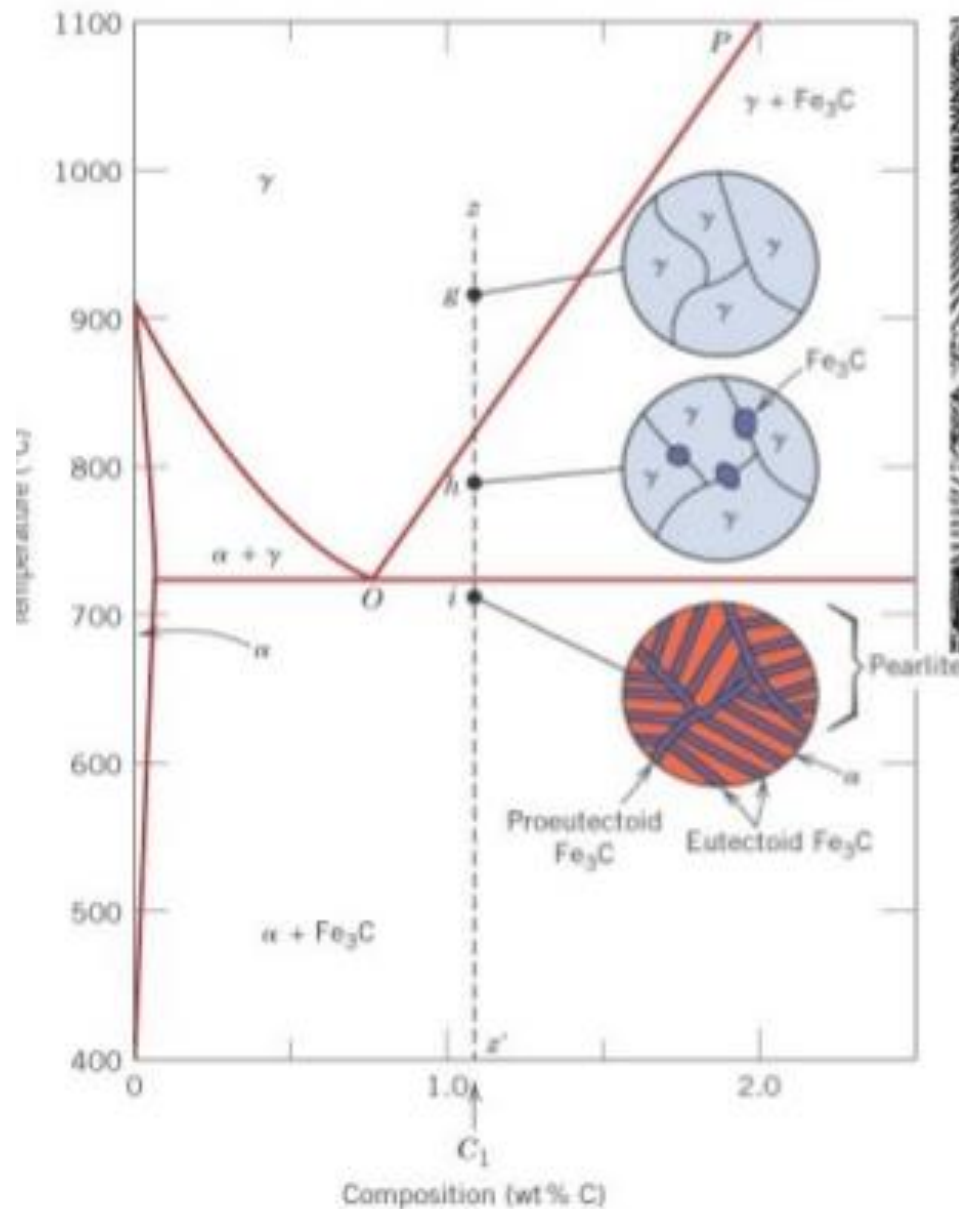 1100
P
γ + Fe₃C
1000
γ
z
γ
γ
γ
γ
g
900
Fe₃C
γ
γ
γ
γ
800
h
Temperature (°C)
α + γ
O
i
700
α
Pearlite
600
α
Proeutectoid
Fe₃C
Eutectoid Fe₃C
500
α + Fe₃C
400
z'
0
1.0
2.0
C₁
Composition (wt % C)